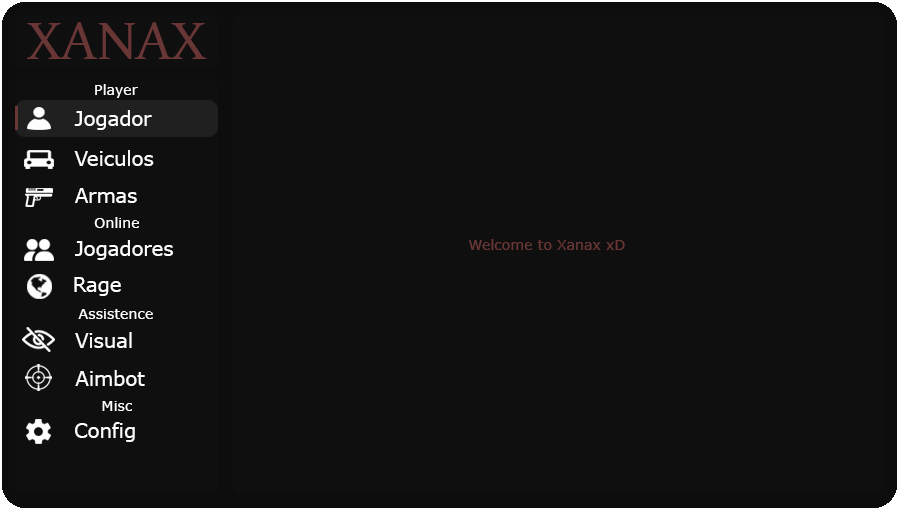 XANAX
Player
Jogador
Veiculos
Armas
Online
Jogadores
Rage
Assistence
Visual
Aimbot
Misc
Config
Welcome to Xanax xD